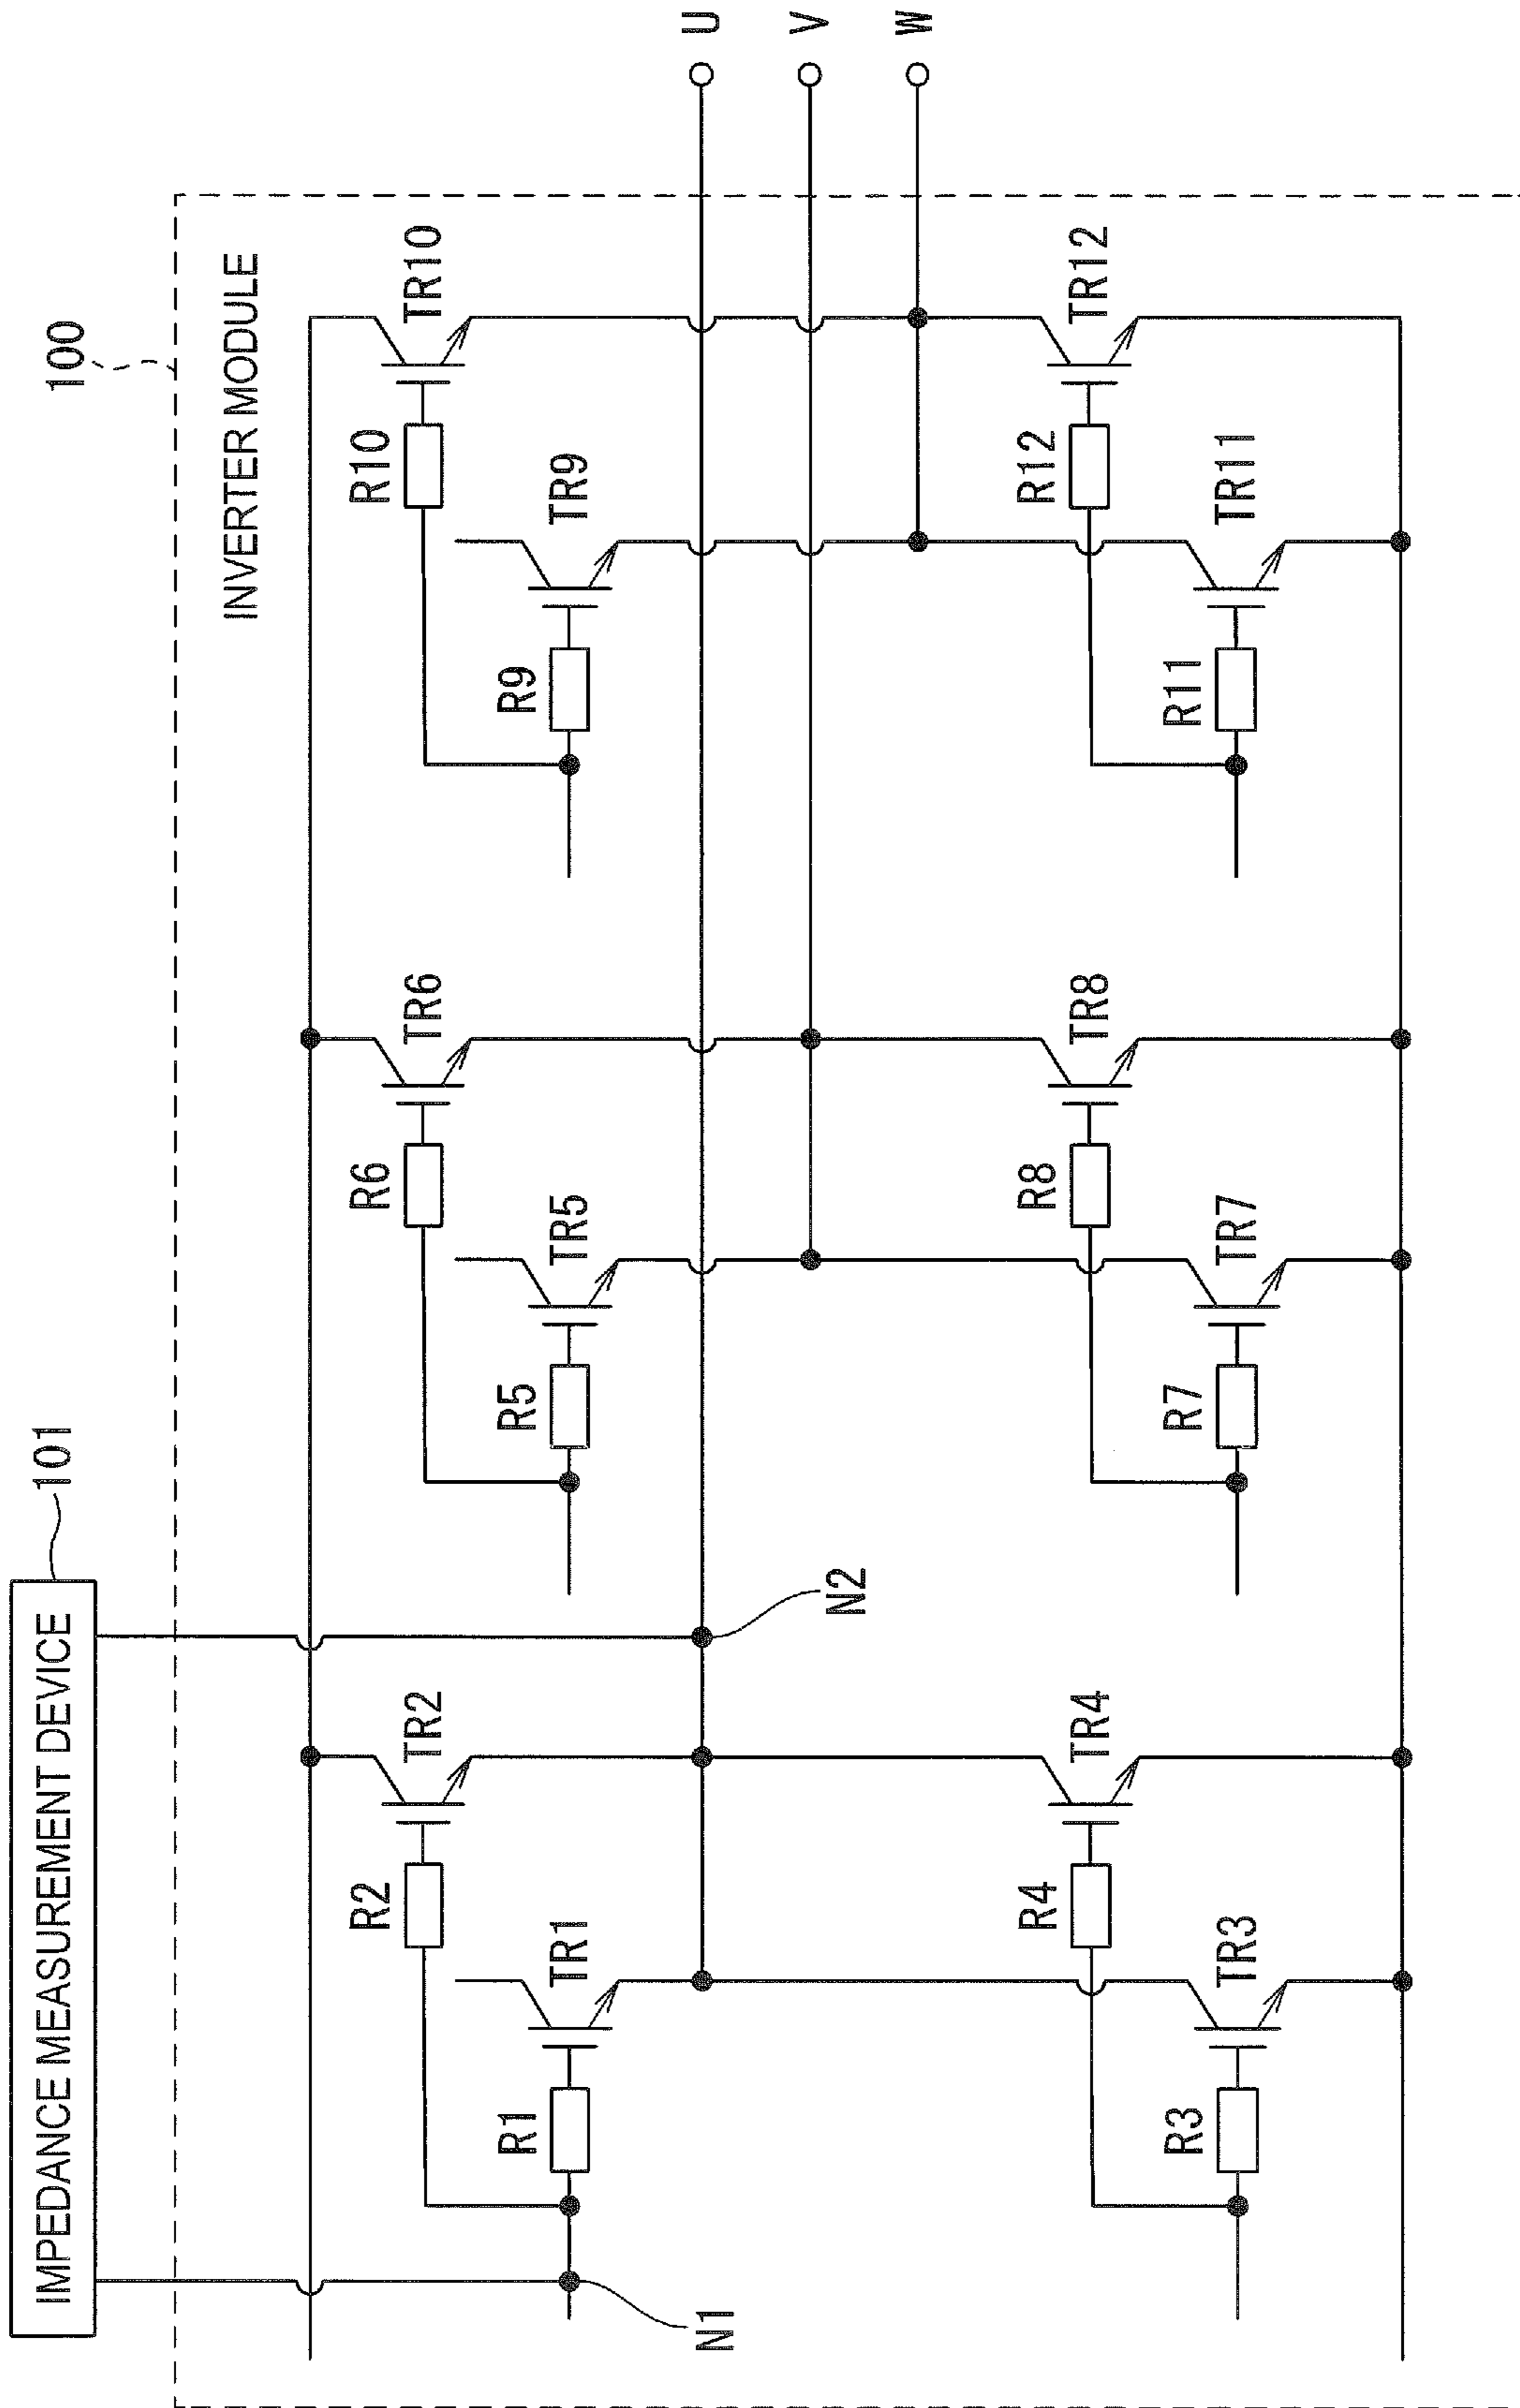 IMPEDANCE MEASUREMENT DEVICE
101
100
INVERTER MODULE
R2
TR2
R6
TR6
R10
TR10
R1
TR1
R5
TR5
R9
TR9
N1
N2
U
V
W
R4
TR4
R8
TR8
R12
TR12
R3
TR3
R7
TR7
R11
TR11